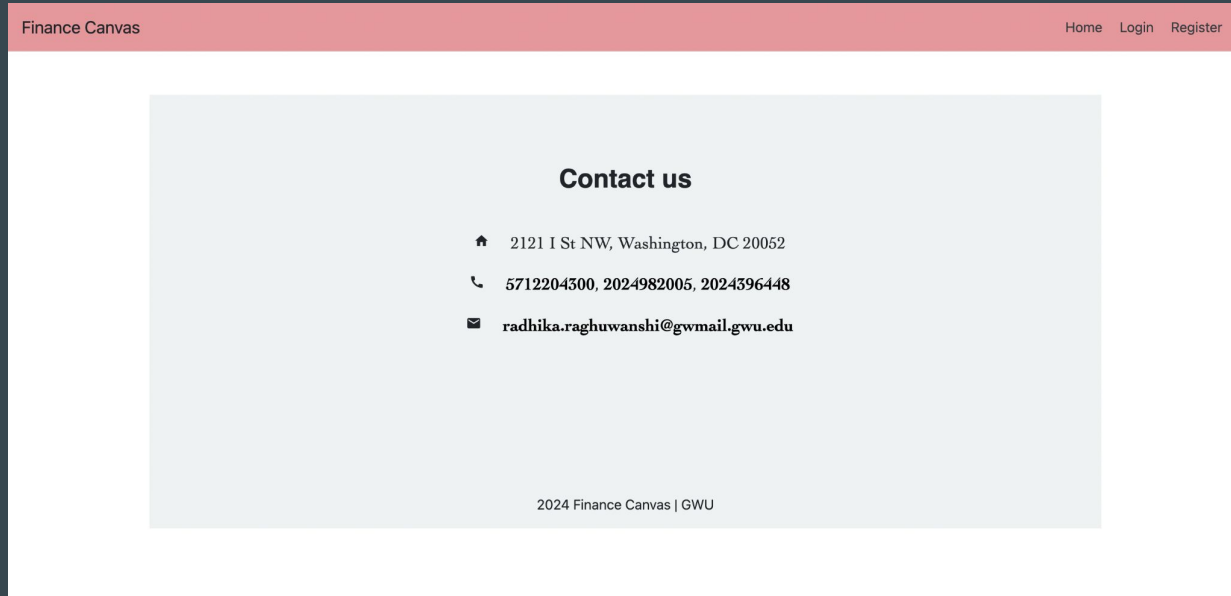 Finance Canvas
Home Login Register
Contact us
2121 I St NW, Washington, DC 20052
5712204300, 2024982005, 2024396448
radhika.raghuwanshi@gwmail.gwu.edu
2024 Finance Canvas | GWU